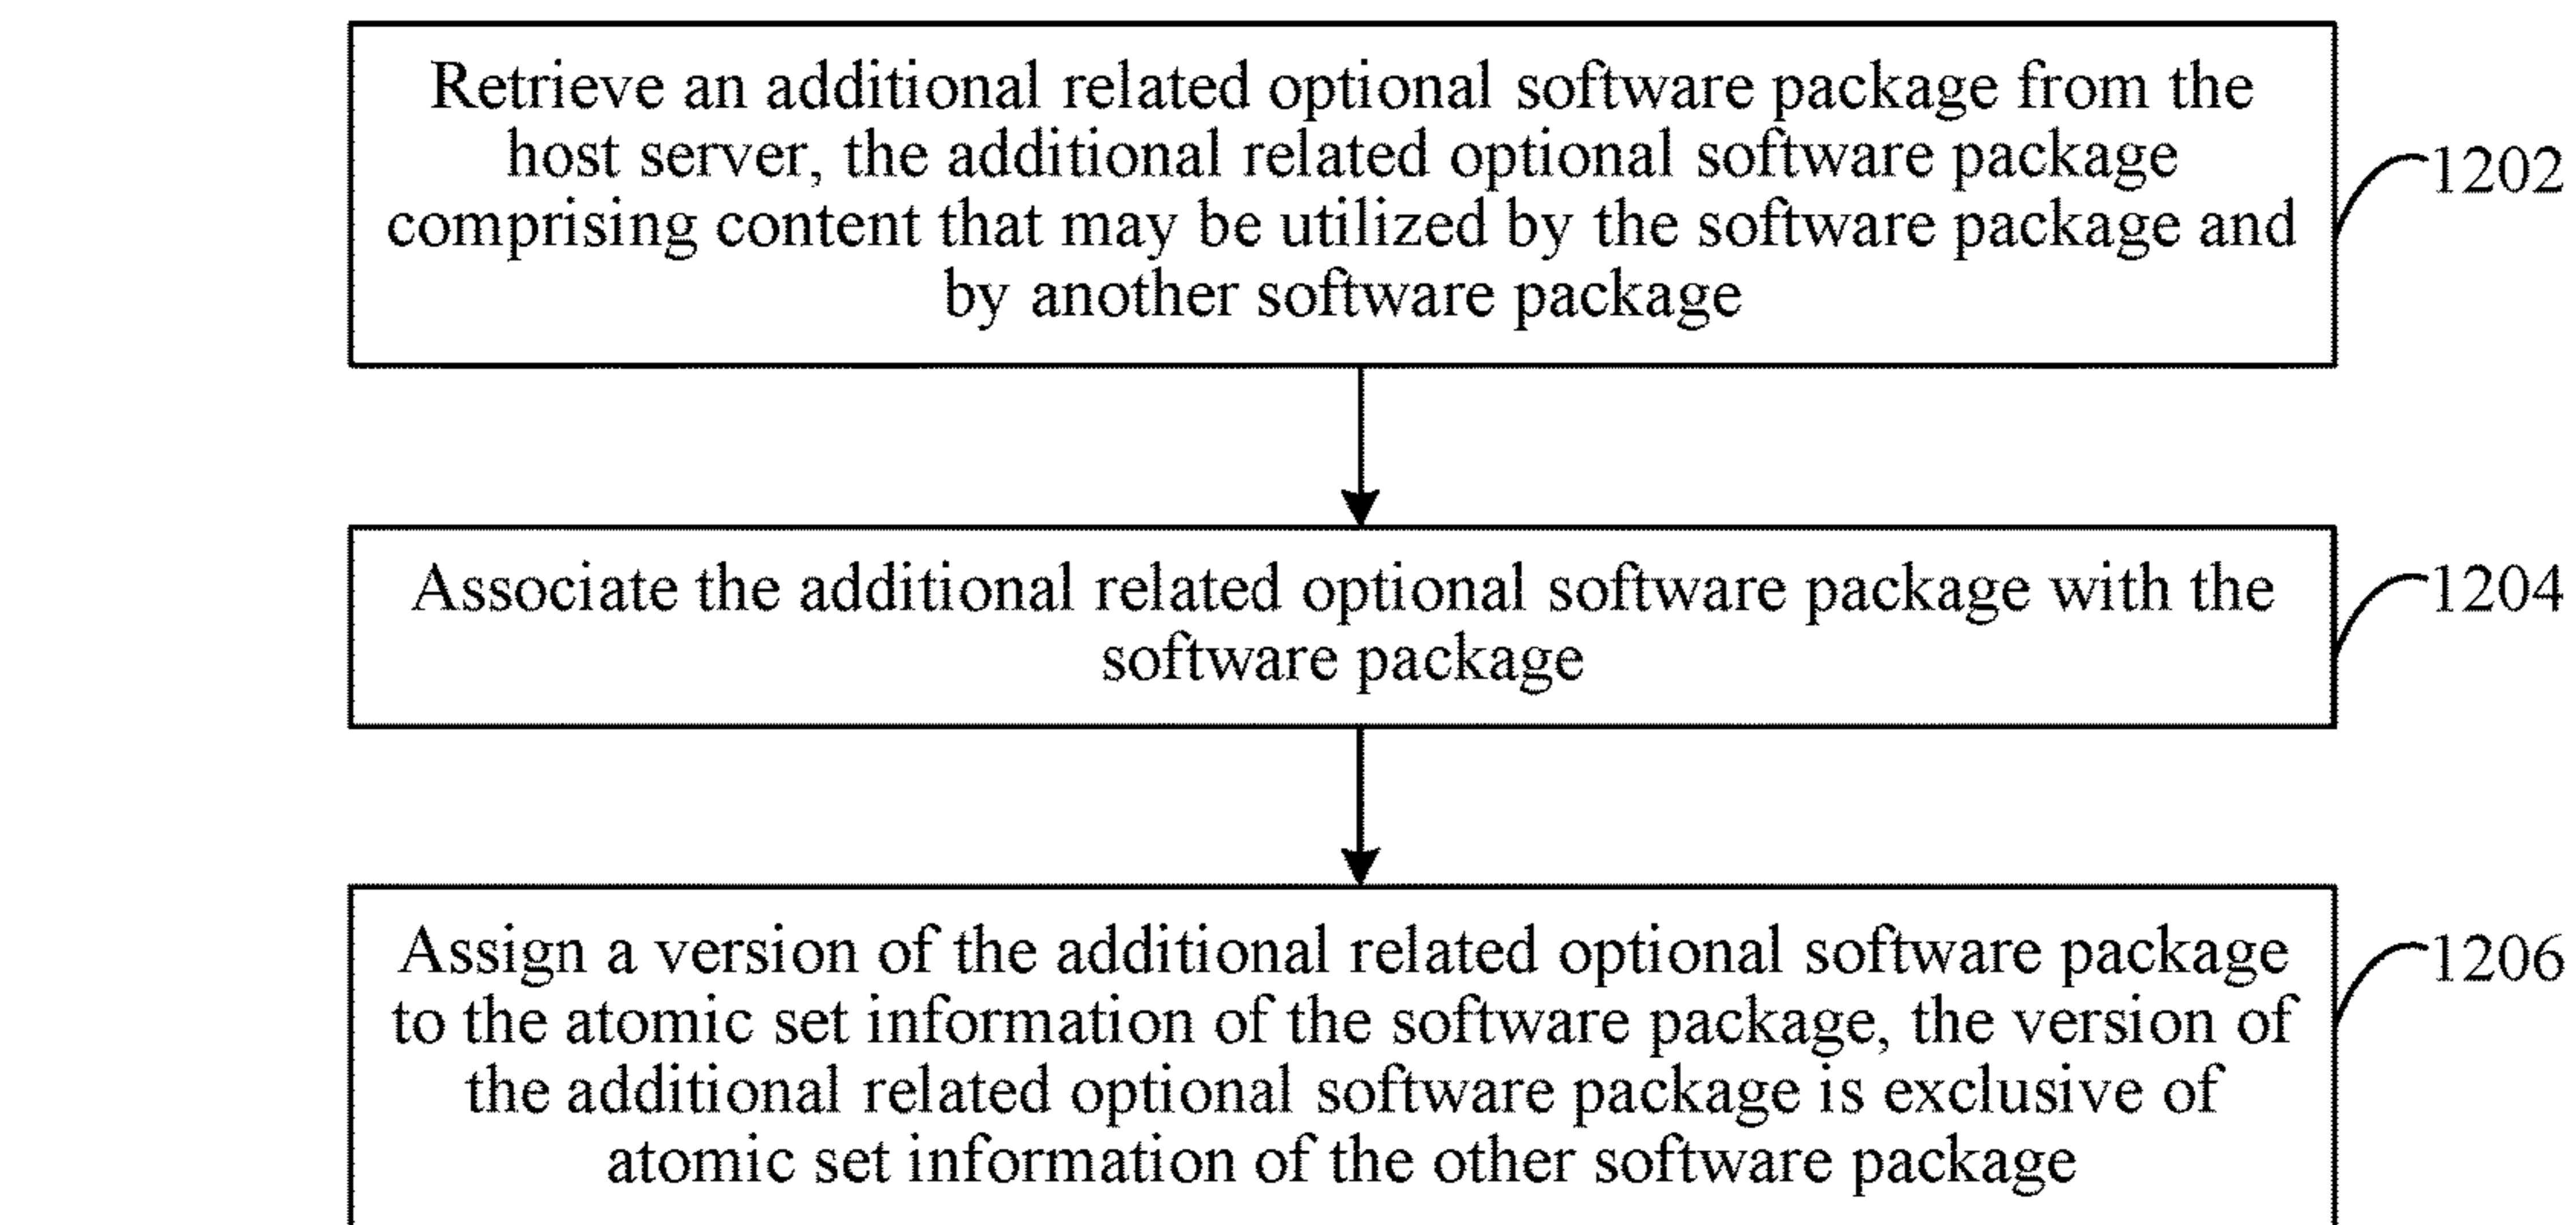 Retrieve an additional related optional software package from the
host server, the additional related optional software package
comprising content that may be utilized by the software package and
by another software package
1202
Associate the additional related optional software package with the
software package
1204
Assign a version of the additional related optional software package
to the atomic set information of the software package, the version of
the additional related optional software package is exclusive of
atomic set information of the other software package
1206